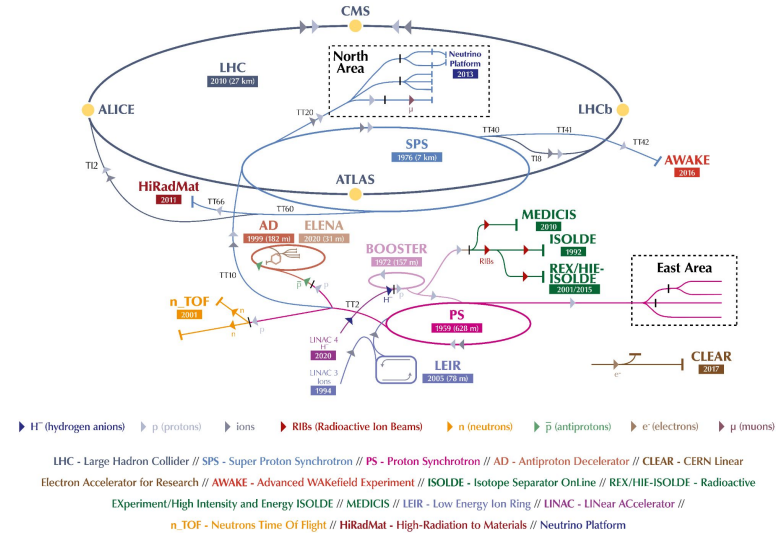 CMS
North
Area
Neutrino
Platform
2013
LHC
2010 (27 km)
μ
ALICE
LHCb
TT20
TT40
TT41
TT42
SPS
1976 (7 km)
TI8
TI2
AWAKE
2016
HiRadMat
2011
ATLAS
TT66
TT60
AD
1999 (182 m)
ELENA
2020 (31 m)
MEDICIS
2010
ISOLDE
1992
RIBs
REX/HIE-
ISOLDE
2001/2015
BOOSTER
1972 (157 m)
East Area
TT10
p̅
p
H⁻
p
n_TOF
2001
n
n
p
TT2
PS
1959 (628 m)
LINAC 4
H⁻
2020
LINAC 3
Ions
1994
LEIR
2005 (78 m)
e⁻
CLEAR
2017
H⁻ (hydrogen anions) p (protons) ions RIBs (Radioactive Ion Beams) n (neutrons) p̅ (antiprotons) e⁻ (electrons) μ (muons)
LHC - Large Hadron Collider // SPS - Super Proton Synchrotron // PS - Proton Synchrotron // AD - Antiproton Decelerator // CLEAR - CERN Linear
Electron Accelerator for Research // AWAKE - Advanced WAKefield Experiment // ISOLDE - Isotope Separator OnLine // REX/HIE-ISOLDE - Radioactive
EXperiment/High Intensity and Energy ISOLDE // MEDICIS // LEIR - Low Energy Ion Ring // LINAC - LINear ACcelerator //
n_TOF - Neutrons Time Of Flight // HiRadMat - High-Radiation to Materials // Neutrino Platform